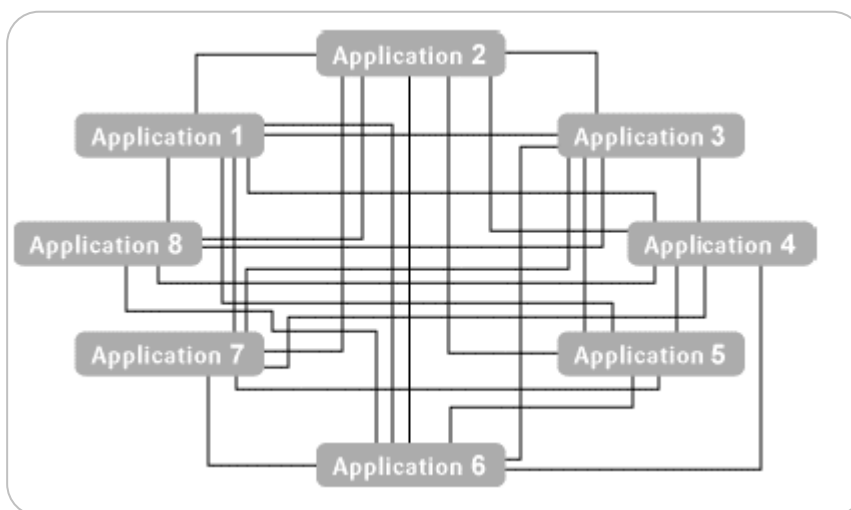 Application 2
Application 1
Application 3
Application 8
Application 4
Application 7
Application 5
Application 6